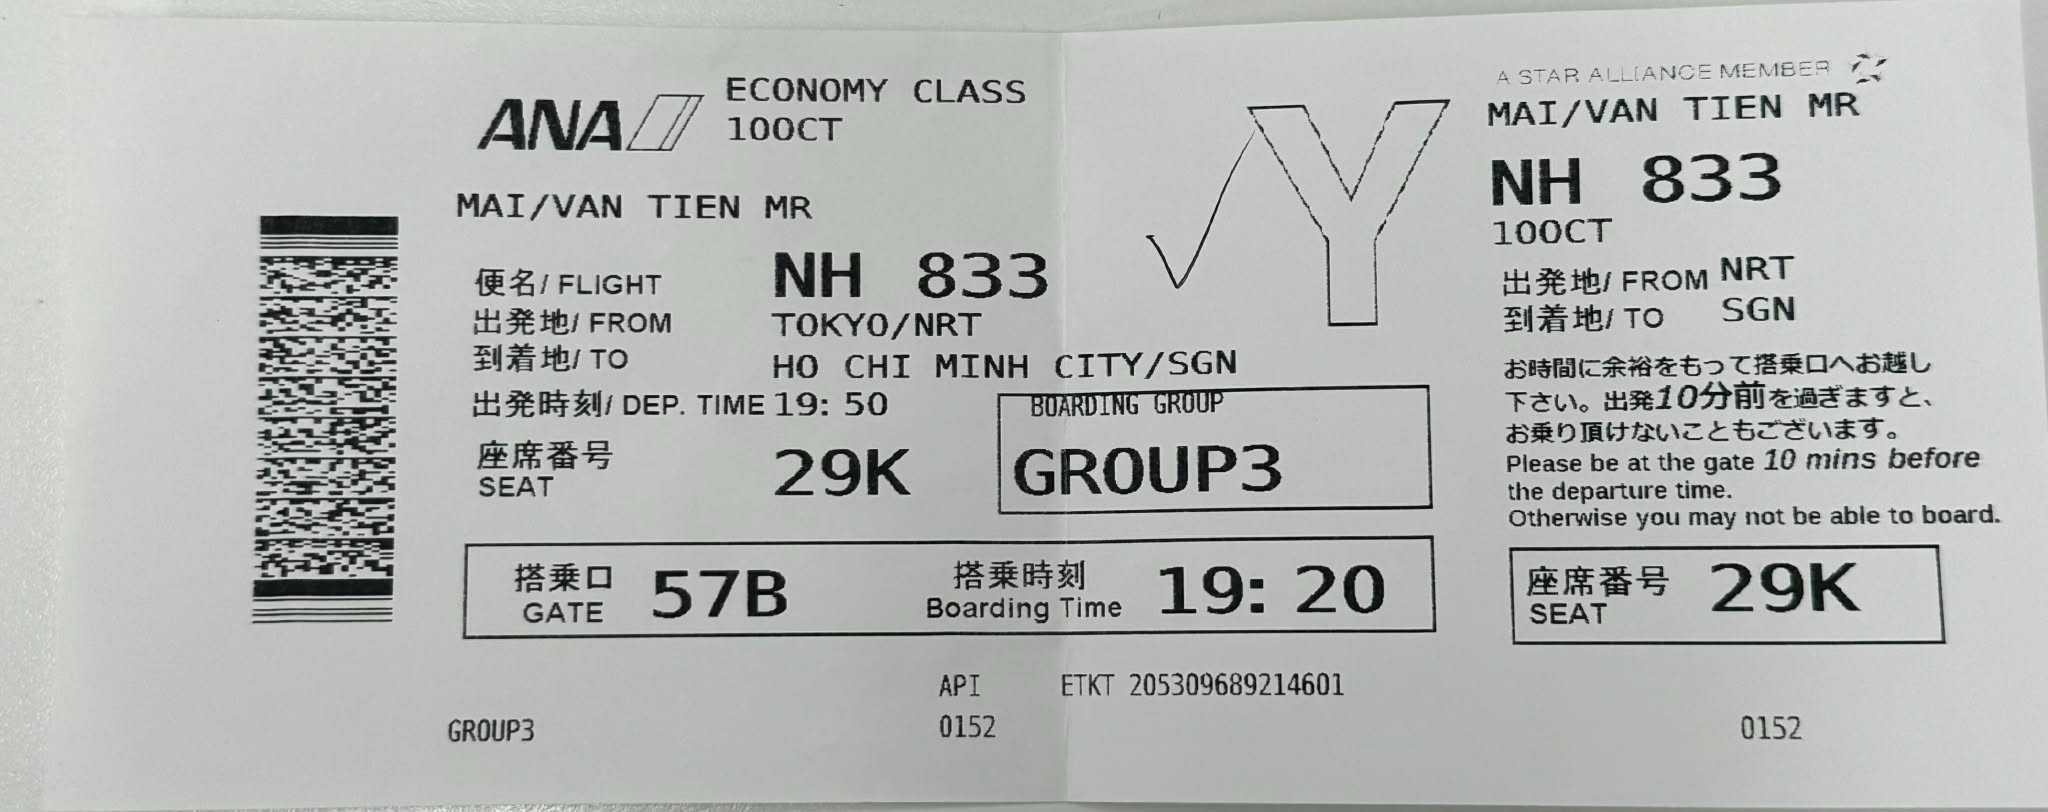 ANA ECONOMY CLASS
10OCT
MAI/VAN TIEN MR
便名/ FLIGHT NH 833
出発地/ FROM TOKYO/NRT
到着地/ TO HO CHI MINH CITY/SGN
出発時刻/ DEP. TIME 19: 50
座席番号
SEAT 29K
BOARDING GROUP
GROUP3
搭乗口
GATE 57B
搭乗時刻
Boarding Time 19: 20
API ETKT 205309689214601
GROUP3 0152
Y
A STAR ALLIANCE MEMBER
MAI/VAN TIEN MR
NH 833
10OCT
出発地/ FROM NRT
到着地/ TO SGN
お時間に余裕をもって搭乗口へお越し
下さい。出発10分前を過ぎますと、
お乗り頂けないこともございます。
Please be at the gate 10 mins before
the departure time.
Otherwise you may not be able to board.
座席番号
SEAT 29K
0152